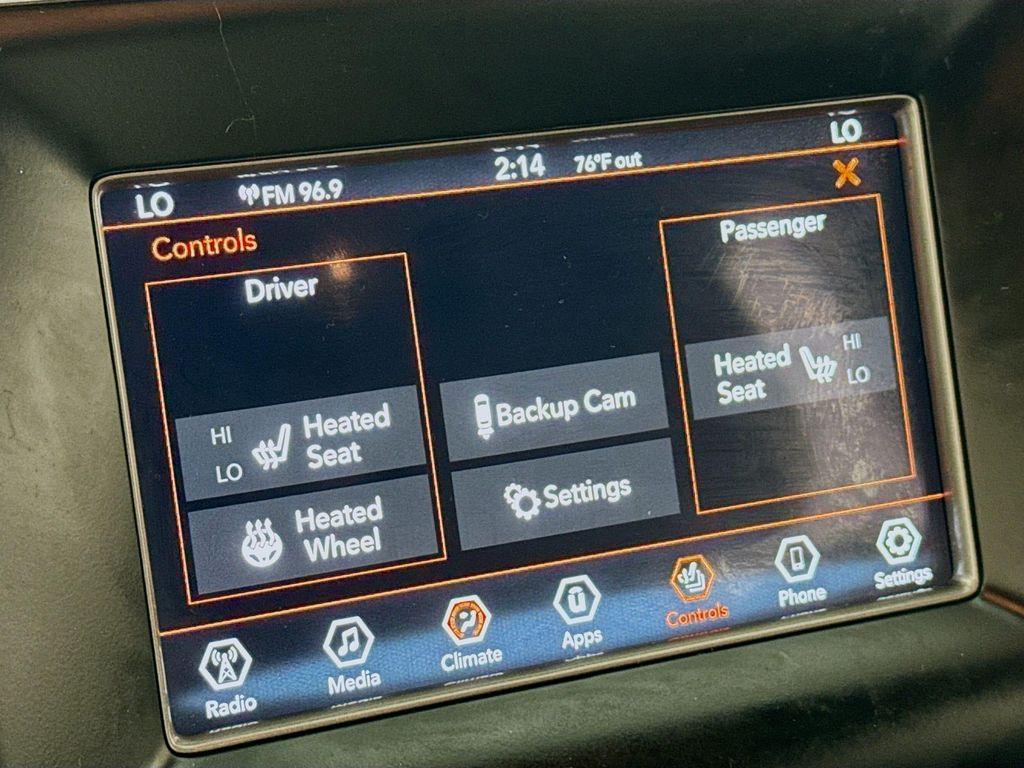 LO
FM 96.9
2:14
76°F out
LO
Controls
Driver
HI
LO
Heated
Seat
Heated
Wheel
Backup Cam
Settings
Passenger
Heated
Seat
HI
LO
Radio
Media
Climate
Apps
Controls
Phone
Settings